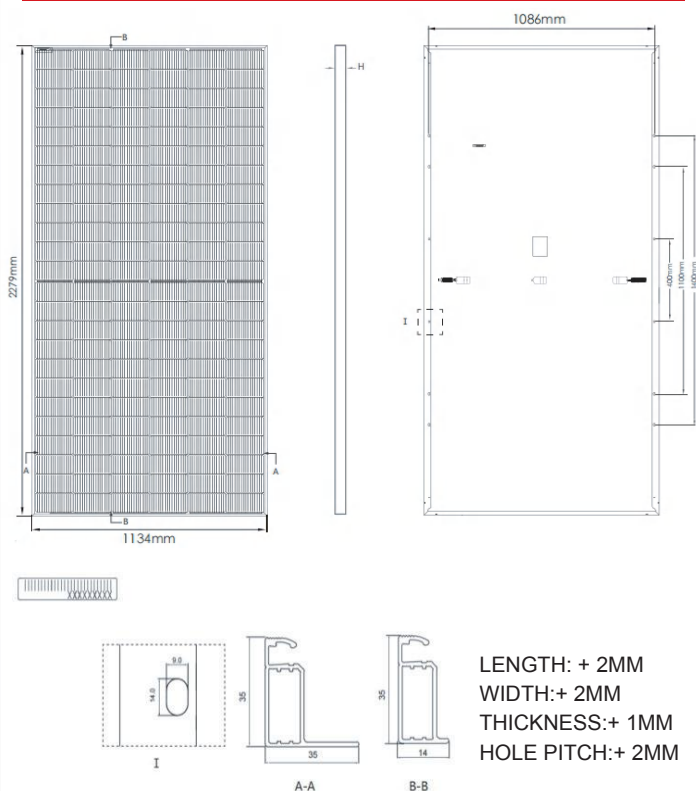 1086mm
B
H
2279mm
400mm
1100mm
1400mm
I
A
A
B
1134mm
9.0
14.0
I
35
35
A-A
35
14
B-B
LENGTH: + 2MM
WIDTH:+ 2MM
THICKNESS:+ 1MM
HOLE PITCH:+ 2MM